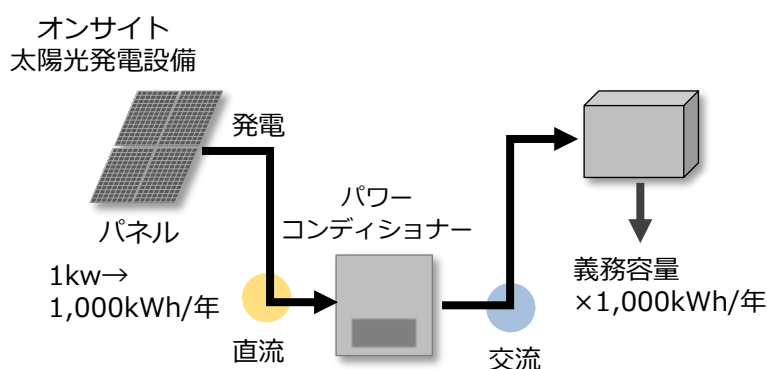 オンサイト
太陽光発電設備
発電
パネル
1kw→
1,000kWh/年
直流
パワー
コンディショナー
交流
義務容量
×1,000kWh/年